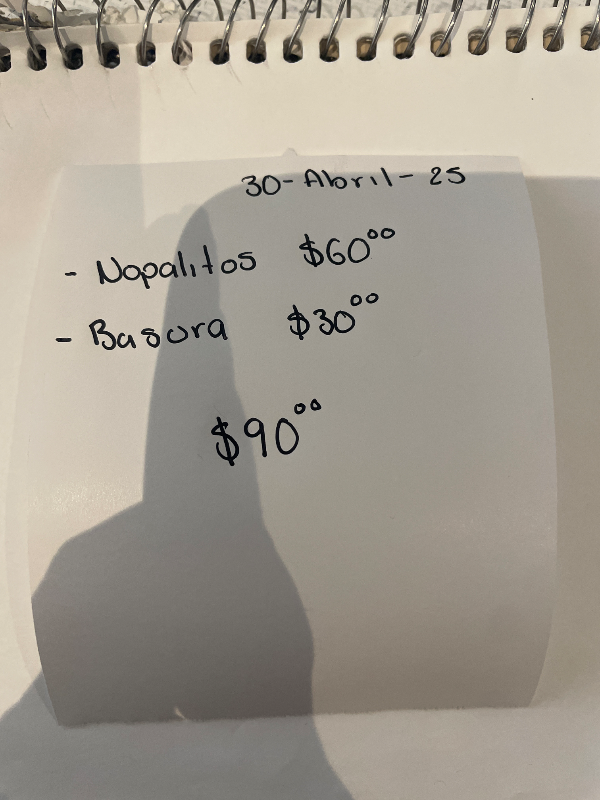 30-Abril-25
- Nopalitos $60⁰⁰
- Basura $30⁰⁰
$90⁰⁰